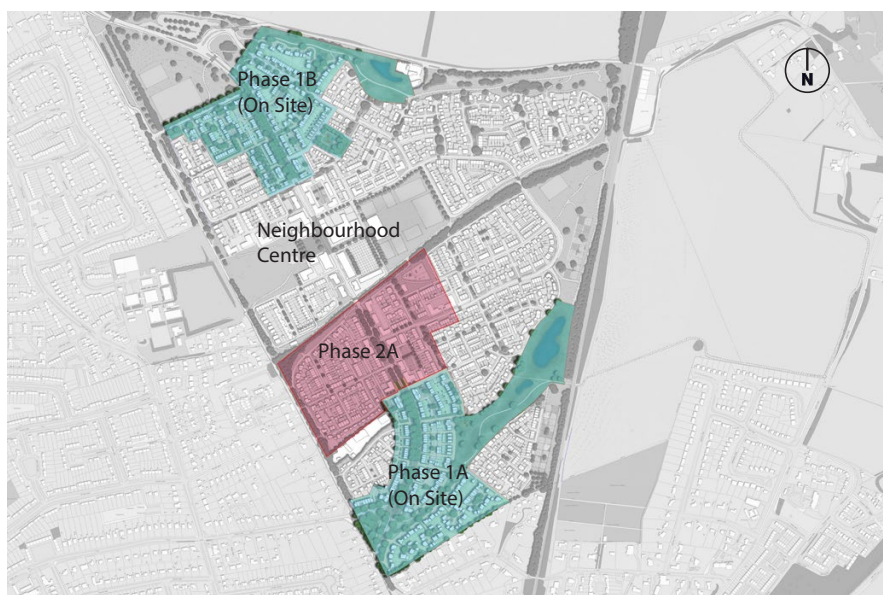 Phase 1B
(On Site)
N
Neighbourhood
Centre
Phase 2A
Phase 1A
(On Site)